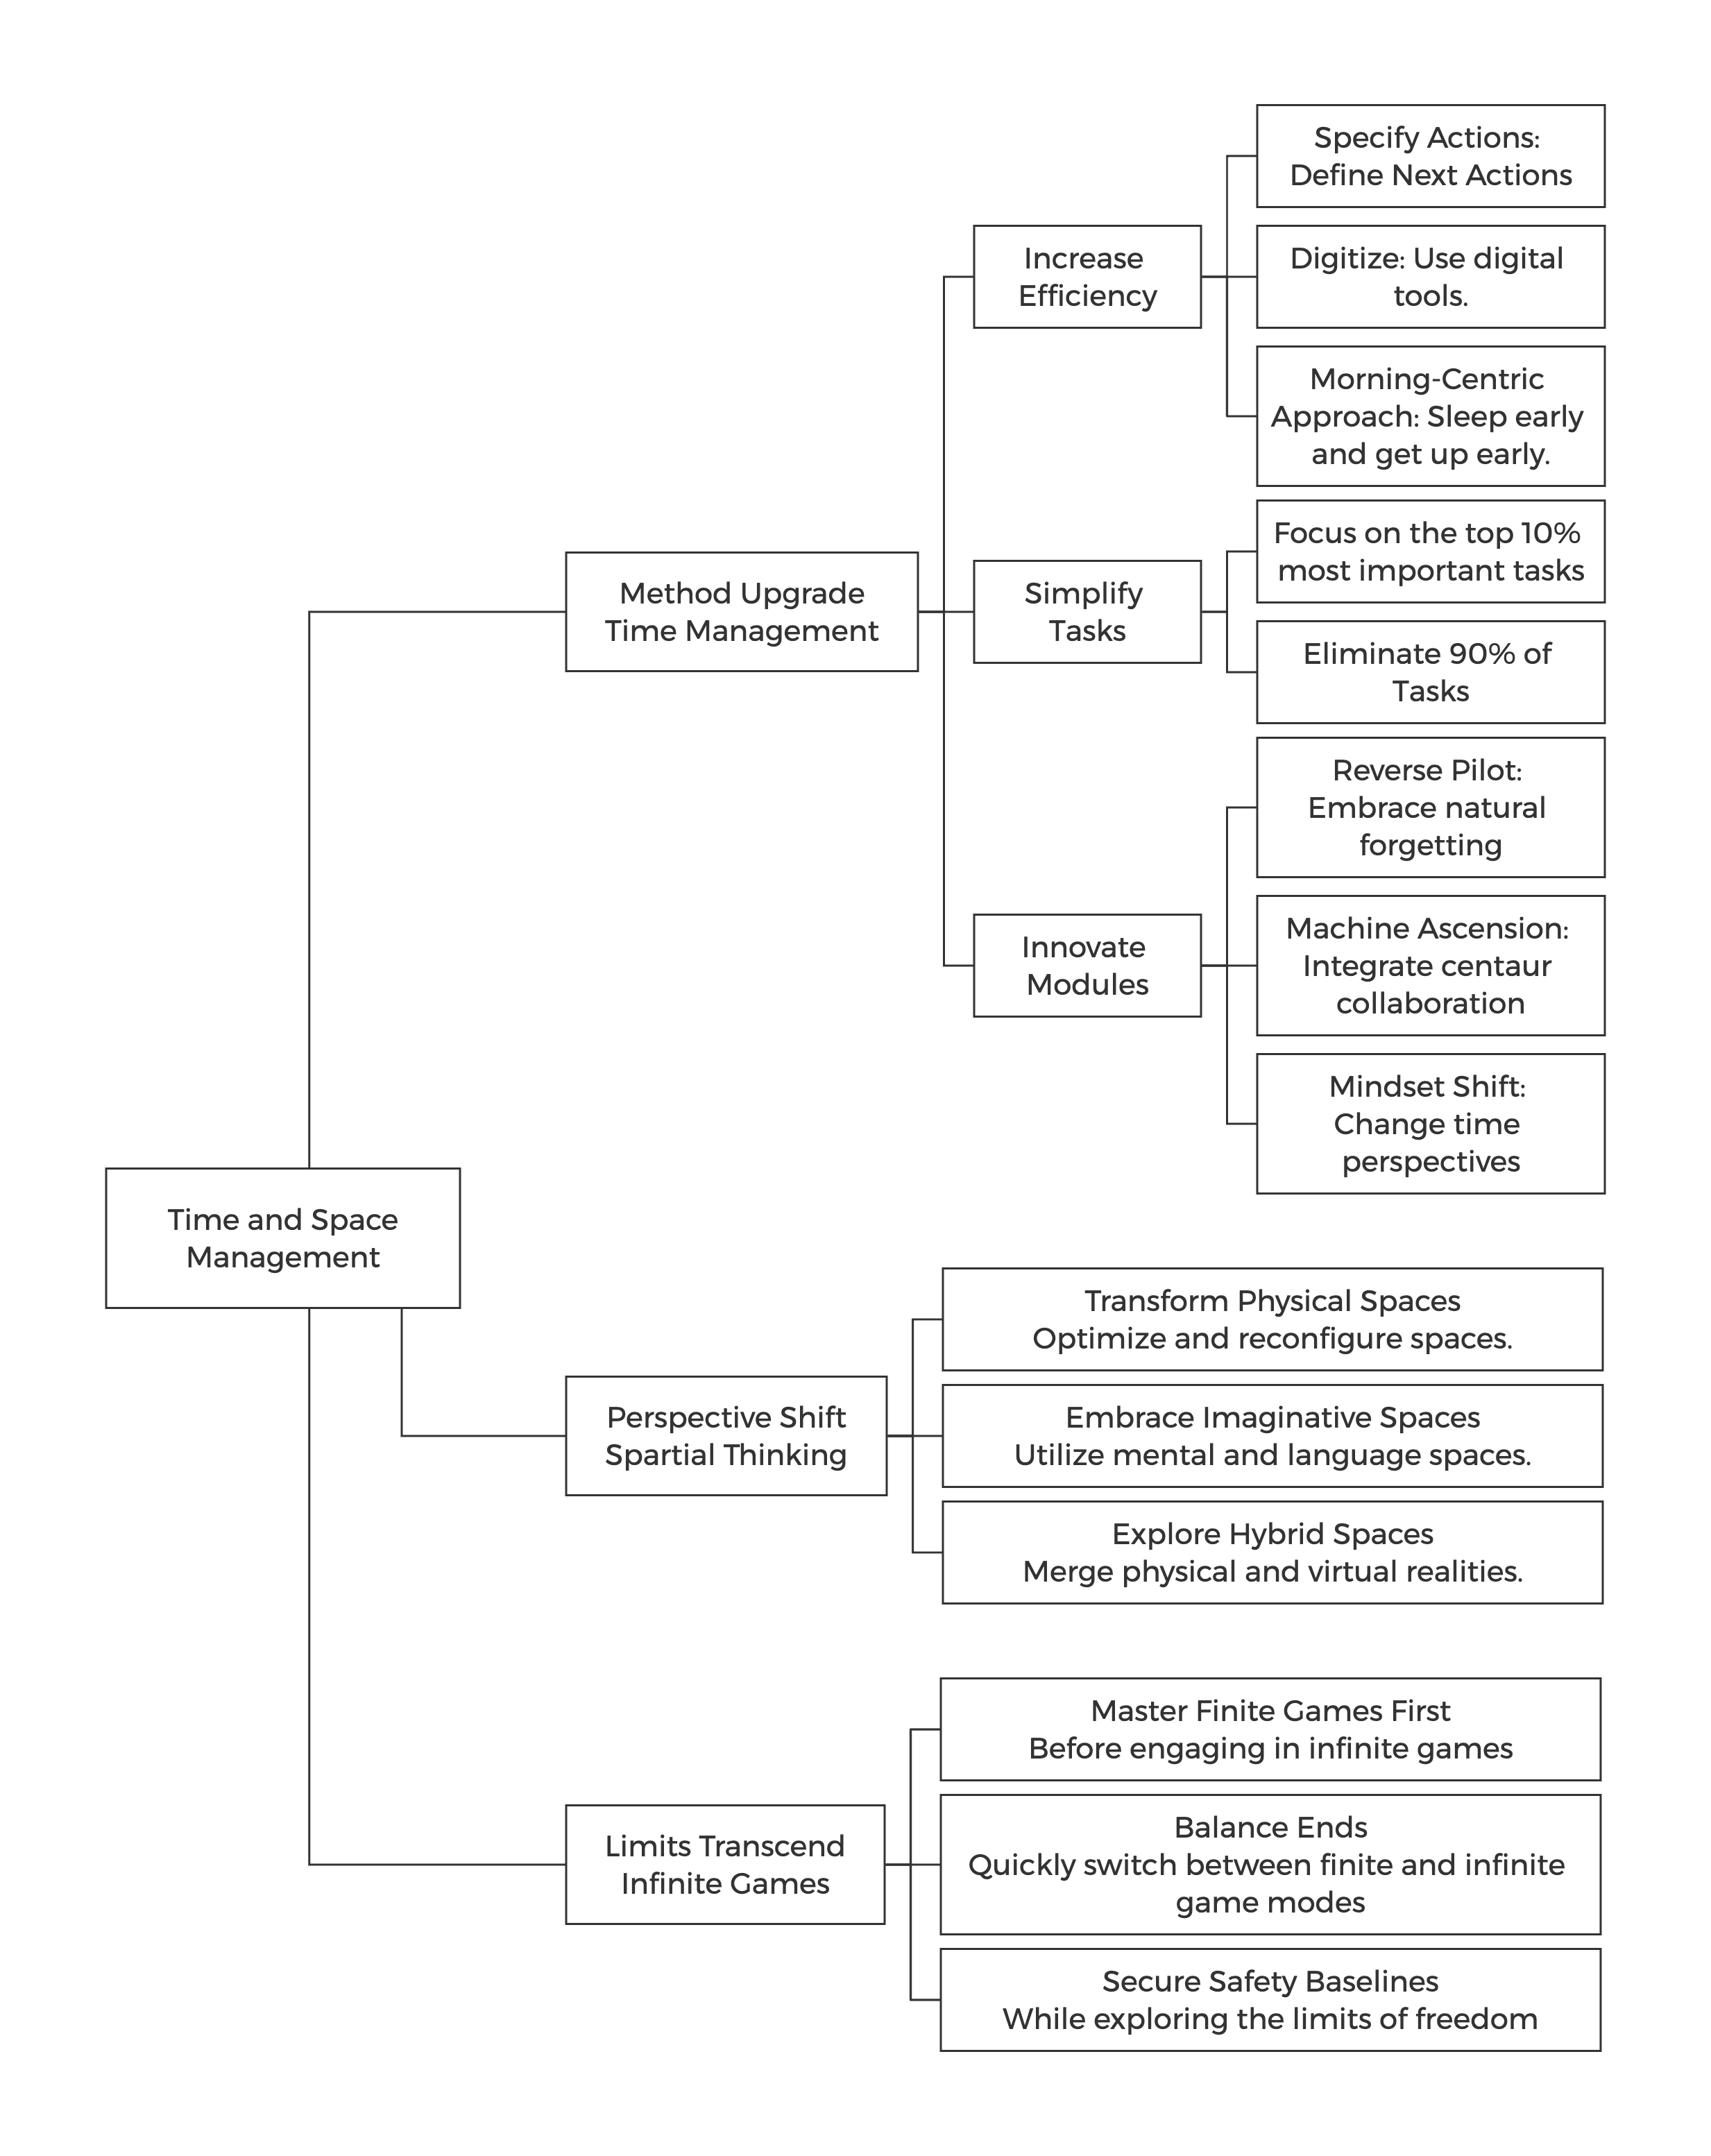 Specify Actions:
Define Next Actions
Increase
Efficiency
Digitize: Use digital
tools.
Morning-Centric
Approach: Sleep early
and get up early.
Method Upgrade
Time Management
Simplify
Tasks
Focus on the top 10%
most important tasks
Eliminate 90% of
Tasks
Innovate
Modules
Reverse Pilot:
Embrace natural
forgetting
Machine Ascension:
Integrate centaur
collaboration
Mindset Shift:
Change time
perspectives
Time and Space
Management
Perspective Shift
Spartial Thinking
Transform Physical Spaces
Optimize and reconfigure spaces.
Embrace Imaginative Spaces
Utilize mental and language spaces.
Explore Hybrid Spaces
Merge physical and virtual realities.
Limits Transcend
Infinite Games
Master Finite Games First
Before engaging in infinite games
Balance Ends
Quickly switch between finite and infinite
game modes
Secure Safety Baselines
While exploring the limits of freedom